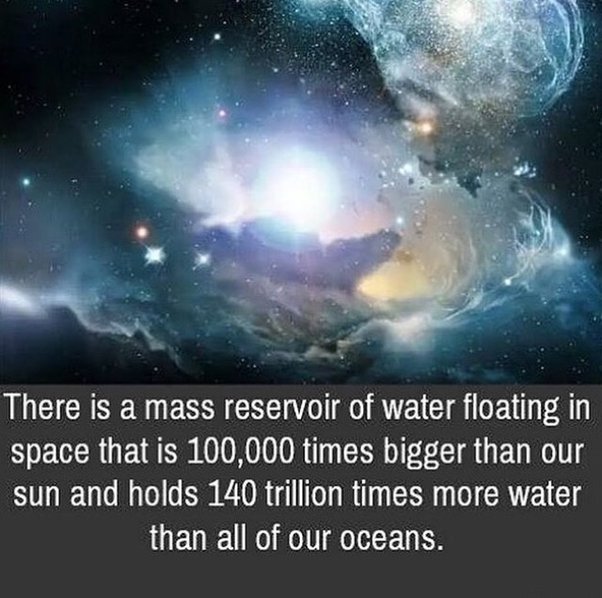 There is a mass reservoir of water floating in
space that is 100,000 times bigger than our
sun and holds 140 trillion times more water
than all of our oceans.